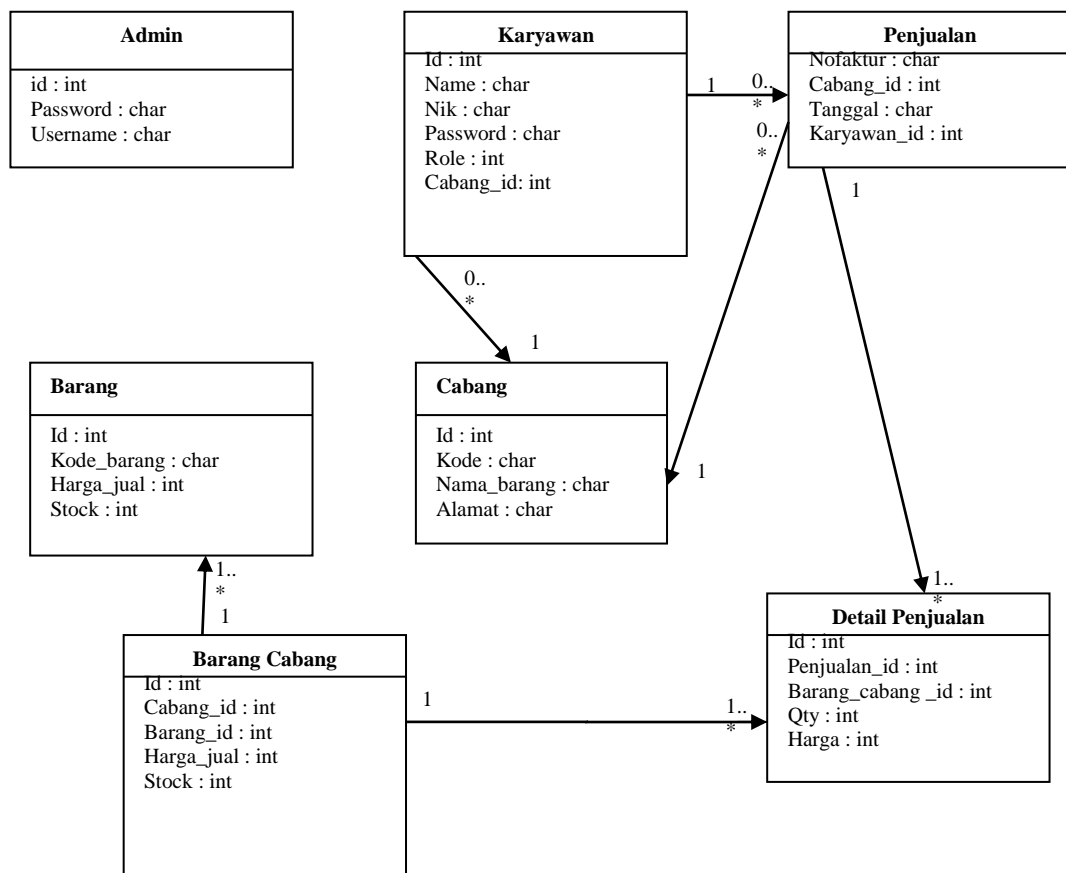 Admin
id : int
Password : char
Username : char
Karyawan
Id : int
Name : char
Nik : char
Password : char
Role : int
Cabang_id: int
1
0..
*
Penjualan
Nofaktur : char
Cabang_id : int
Tanggal : char
Karyawan_id : int
0..
*
1
0..
*
1
1
Barang
Id : int
Kode_barang : char
Harga_jual : int
Stock : int
Cabang
Id : int
Kode : char
Nama_barang : char
Alamat : char
1..
*
1
1..
*
Barang Cabang
Id : int
Cabang_id : int
Barang_id : int
Harga_jual : int
Stock : int
1
1..
*
Detail Penjualan
Id : int
Penjualan_id : int
Barang_cabang _id : int
Qty : int
Harga : int